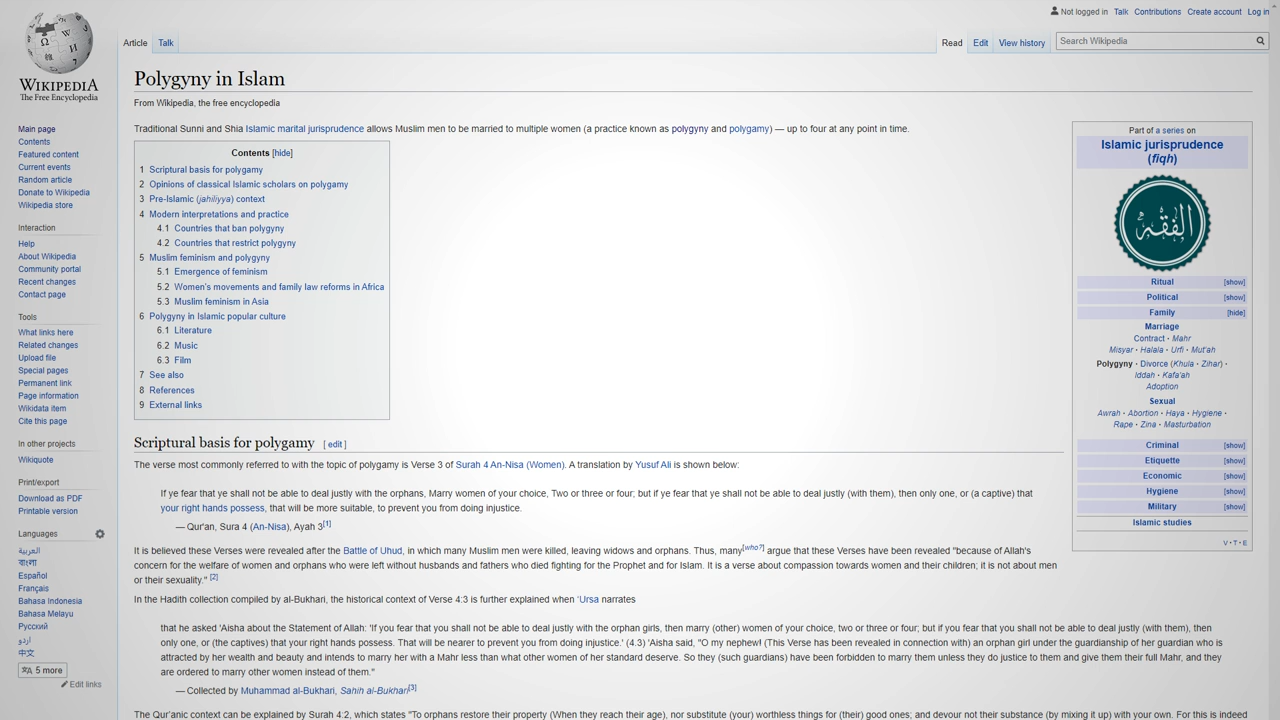 Not logged in Talk Contributions Create account Log in
Article Talk Read Edit View history Search Wikipedia
WIKIPEDIA
The Free Encyclopedia
Main page
Contents
Featured content
Current events
Random article
Donate to Wikipedia
Wikipedia store
Interaction
Help
About Wikipedia
Community portal
Recent changes
Contact page
Tools
What links here
Related changes
Upload file
Special pages
Permanent link
Page information
Wikidata item
Cite this page
In other projects
Wikiquote
Print/export
Download as PDF
Printable version
Languages
العربية
বাংলা
Español
Français
Bahasa Indonesia
Bahasa Melayu
Русский
اردو
中文
5 more
Edit links
Polygyny in Islam
From Wikipedia, the free encyclopedia
Traditional Sunni and Shia Islamic marital jurisprudence allows Muslim men to be married to multiple women (a practice known as polygyny and polygamy) — up to four at any point in time.
Contents [hide]
1 Scriptural basis for polygamy
2 Opinions of classical Islamic scholars on polygamy
3 Pre-Islamic (jahiliyya) context
4 Modern interpretations and practice
4.1 Countries that ban polygyny
4.2 Countries that restrict polygyny
5 Muslim feminism and polygyny
5.1 Emergence of feminism
5.2 Women's movements and family law reforms in Africa
5.3 Muslim feminism in Asia
6 Polygyny in Islamic popular culture
6.1 Literature
6.2 Music
6.3 Film
7 See also
8 References
9 External links
Part of a series on
Islamic jurisprudence
(fiqh)
الفقه
Ritual [show]
Political [show]
Family [hide]
Marriage
Contract · Mahr
Misyar · Halala · Urfi · Mut'ah
Polygyny · Divorce (Khula · Zihar) ·
Iddah · Kafa'ah
Adoption
Sexual
Awrah · Abortion · Haya · Hygiene ·
Rape · Zina · Masturbation
Criminal [show]
Etiquette [show]
Economic [show]
Hygiene [show]
Military [show]
Islamic studies
V · T · E
Scriptural basis for polygamy [ edit ]
The verse most commonly referred to with the topic of polygamy is Verse 3 of Surah 4 An-Nisa (Women). A translation by Yusuf Ali is shown below:
If ye fear that ye shall not be able to deal justly with the orphans, Marry women of your choice, Two or three or four; but if ye fear that ye shall not be able to deal justly (with them), then only one, or (a captive) that
your right hands possess, that will be more suitable, to prevent you from doing injustice.
— Qur'an, Sura 4 (An-Nisa), Ayah 3[1]
It is believed these Verses were revealed after the Battle of Uhud, in which many Muslim men were killed, leaving widows and orphans. Thus, many[who?] argue that these Verses have been revealed "because of Allah's
concern for the welfare of women and orphans who were left without husbands and fathers who died fighting for the Prophet and for Islam. It is a verse about compassion towards women and their children; it is not about men
or their sexuality." [2]
In the Hadith collection compiled by al-Bukhari, the historical context of Verse 4:3 is further explained when 'Ursa narrates
that he asked 'Aisha about the Statement of Allah: 'If you fear that you shall not be able to deal justly with the orphan girls, then marry (other) women of your choice, two or three or four; but if you fear that you shall not be able to deal justly (with them), then
only one, or (the captives) that your right hands possess. That will be nearer to prevent you from doing injustice.' (4.3) 'Aisha said, "O my nephew! (This Verse has been revealed in connection with) an orphan girl under the guardianship of her guardian who is
attracted by her wealth and beauty and intends to marry her with a Mahr less than what other women of her standard deserve. So they (such guardians) have been forbidden to marry them unless they do justice to them and give them their full Mahr, and they
are ordered to marry other women instead of them."
— Collected by Muhammad al-Bukhari, Sahih al-Bukhari[3]
The Qur'anic context can be explained by Surah 4.2, which states "To orphans restore their property (When they reach their age), nor substitute (your) worthless things for (their) good ones; and devour not their substance (by mixing it up) with your own. For this is indeed